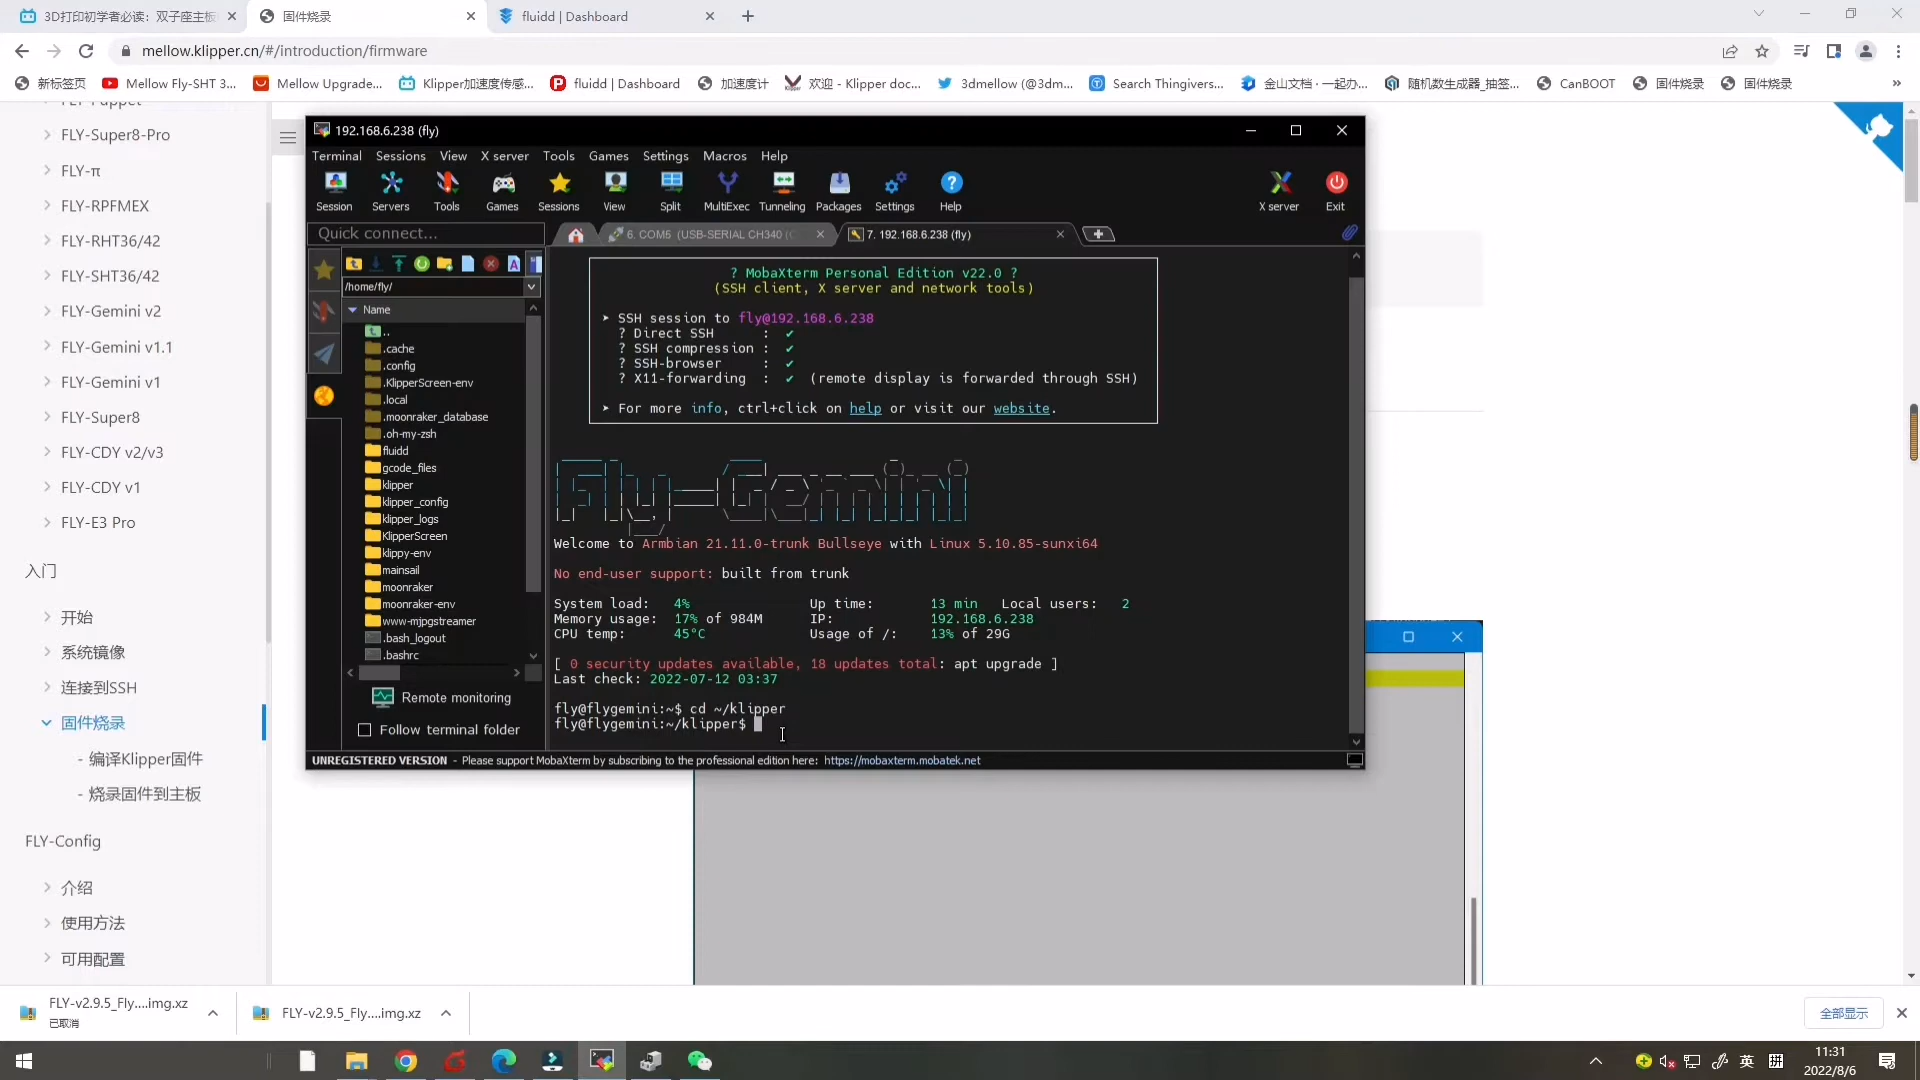 3D打印初学者必读：双子座主板
固件烧录
fluidd | Dashboard
mellow.klipper.cn/#/introduction/firmware
新标签页
Mellow Fly-SHT 3...
Mellow Upgrade...
Klipper加速度传感...
fluidd | Dashboard
加速度计
欢迎 - Klipper doc...
3dmellow (@3dm...
Search Thingivers...
金山文档 · 一起办...
随机数生成器_抽签...
CanBOOT
固件烧录
固件烧录
FLY-Super8-Pro
FLY-π
FLY-RPFMEX
FLY-RHT36/42
FLY-SHT36/42
FLY-Gemini v2
FLY-Gemini v1.1
FLY-Gemini v1
FLY-Super8
FLY-CDY v2/v3
FLY-CDY v1
FLY-E3 Pro
入门
开始
系统镜像
连接到SSH
固件烧录
- 编译Klipper固件
- 烧录固件到主板
FLY-Config
介绍
使用方法
可用配置
192.168.6.238 (fly)
Terminal Sessions View X server Tools Games Settings Macros Help
Session Servers Tools Games Sessions View Split MultiExec Tunneling Packages Settings Help X server Exit
Quick connect...
6. COM5 (USB-SERIAL CH340 (C
7. 192.168.6.238 (fly)
/home/fly/
Name
..
.cache
.config
.KlipperScreen-env
.local
.moonraker_database
.oh-my-zsh
fluidd
gcode_files
klipper
klipper_config
klipper_logs
KlipperScreen
klippy-env
mainsail
moonraker
moonraker-env
www-mjpgstreamer
.bash_logout
.bashrc
Remote monitoring
Follow terminal folder
? MobaXterm Personal Edition v22.0 ?
(SSH client, X server and network tools)
➤ SSH session to fly@192.168.6.238
? Direct SSH : ✔
? SSH compression : ✔
? SSH-browser : ✔
? X11-forwarding : ✔ (remote display is forwarded through SSH)
➤ For more info, ctrl+click on help or visit our website.
Fly-Gemini
Welcome to Armbian 21.11.0-trunk Bullseye with Linux 5.10.85-sunxi64
No end-user support: built from trunk
System load: 4% Up time: 13 min Local users: 2
Memory usage: 17% of 984M IP: 192.168.6.238
CPU temp: 45°C Usage of /: 13% of 29G
[ 0 security updates available, 18 updates total: apt upgrade ]
Last check: 2022-07-12 03:37
fly@flygemini:~$ cd ~/klipper
fly@flygemini:~/klipper$
UNREGISTERED VERSION - Please support MobaXterm by subscribing to the professional edition here: https://mobaxterm.mobatek.net
FLY-v2.9.5_Fly....img.xz
已取消
FLY-v2.9.5_Fly....img.xz
全部显示
英
拼
11:31
2022/8/6